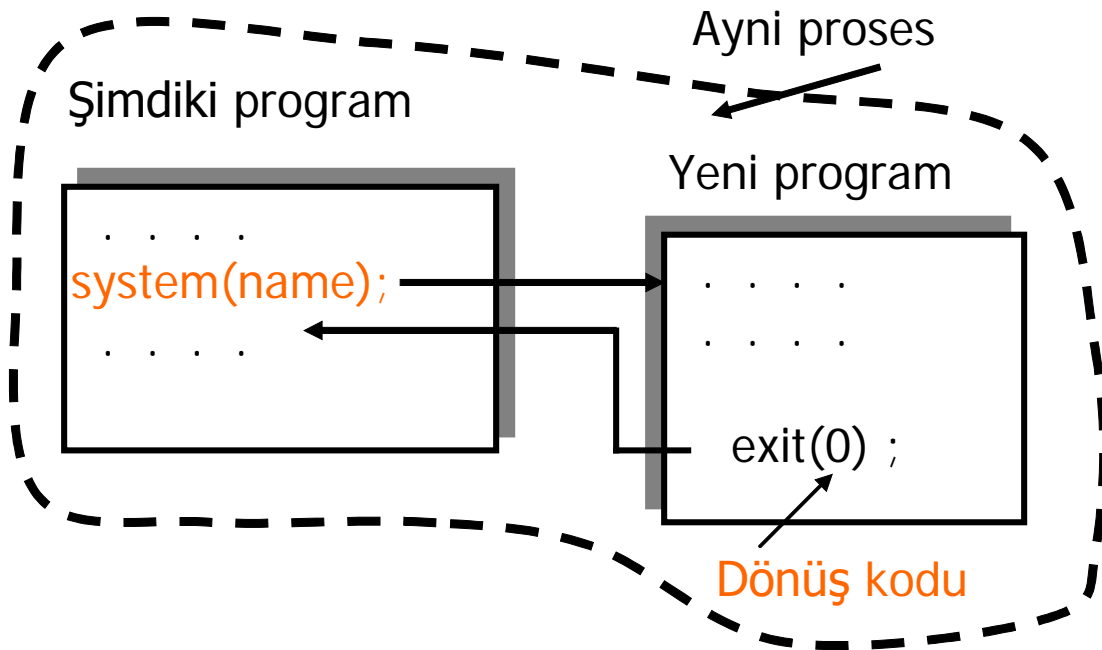 Ayni proses
Şimdiki program
Yeni program
. . . .
system(name);
. . . .
. . . .
. . . .
exit(0) ;
Dönüş kodu